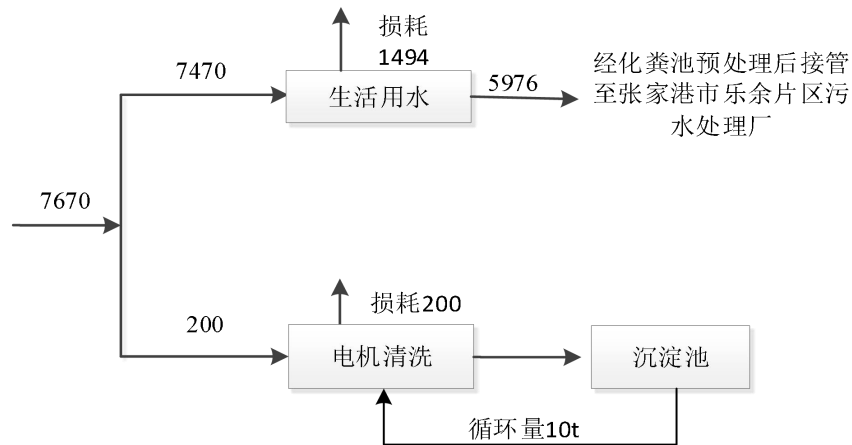 损耗
1494
7470
生活用水
5976
经化粪池预处理后接管
至张家港市乐余片区污
水处理厂
7670
200
损耗200
电机清洗
沉淀池
循环量10t